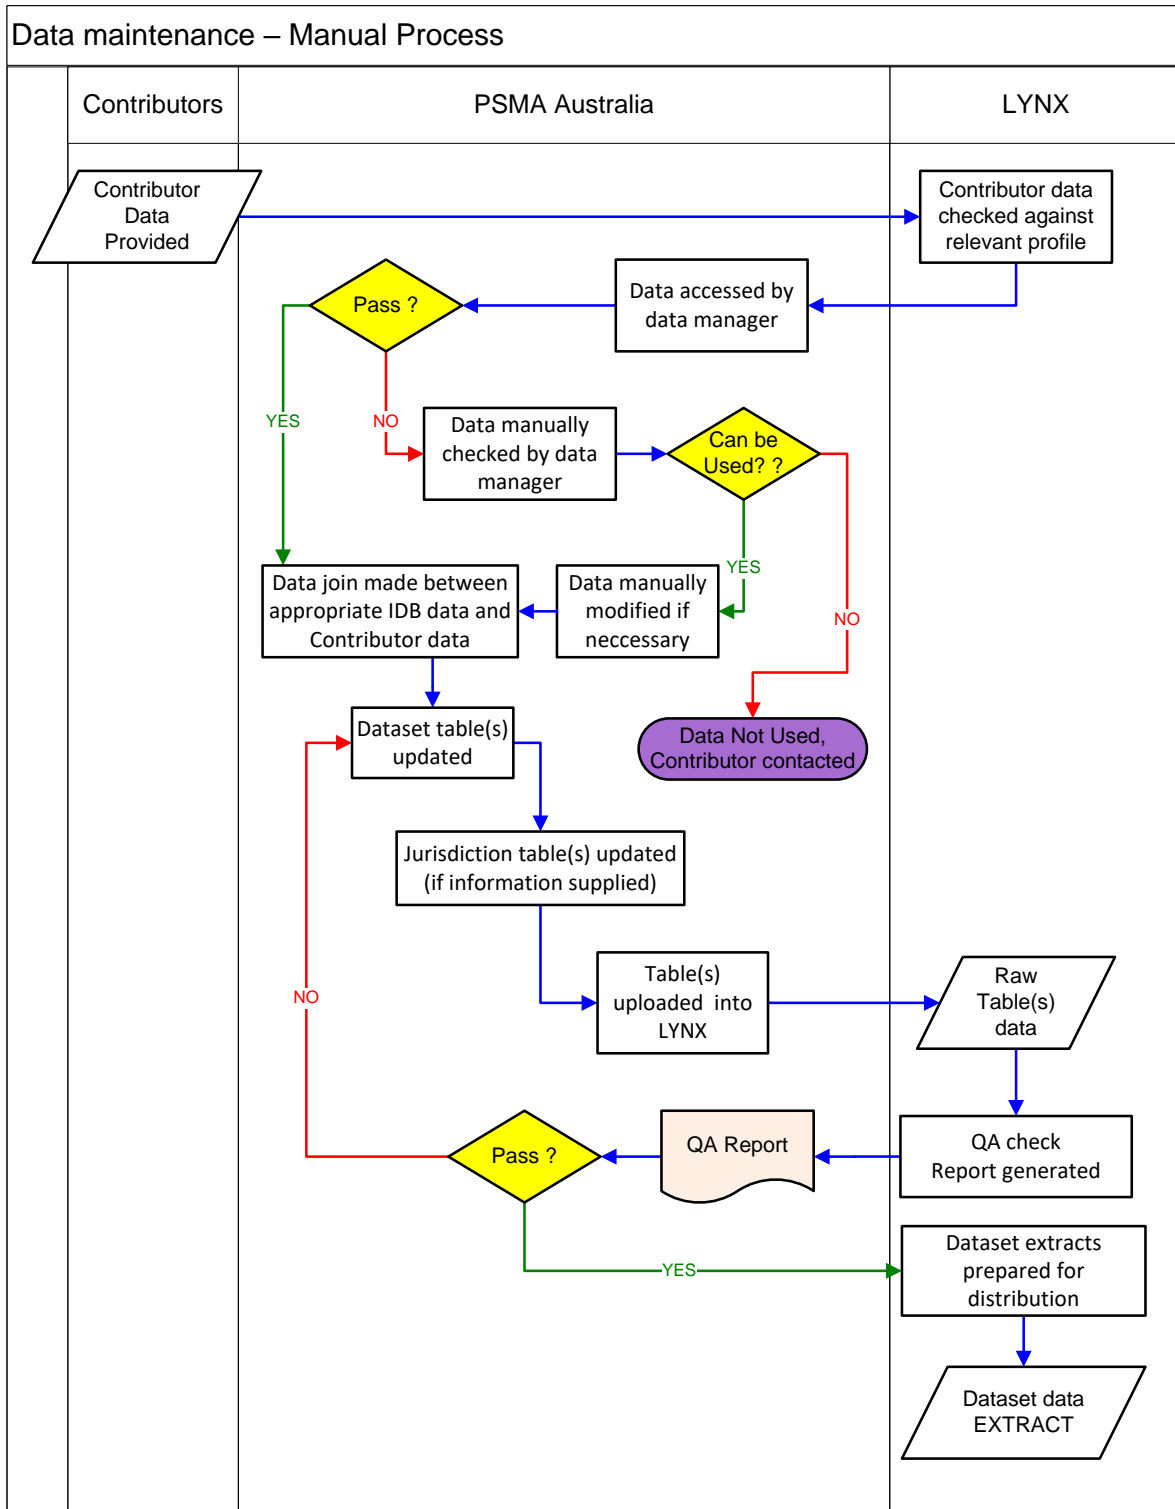 Data maintenance – Manual Process
Contributors
PSMA Australia
LYNX
Contributor
Data
Provided
Contributor data
checked against
relevant profile
Pass ?
Data accessed by
data manager
YES
NO
Data manually
checked by data
manager
Can be
Used? ?
YES
NO
Data join made between
appropriate IDB data and
Contributor data
Data manually
modified if
neccessary
Dataset table(s)
updated
Data Not Used,
Contributor contacted
Jurisdiction table(s) updated
(if information supplied)
NO
Table(s)
uploaded into
LYNX
Raw
Table(s)
data
Pass ?
QA Report
QA check
Report generated
YES
Dataset extracts
prepared for
distribution
Dataset data
EXTRACT